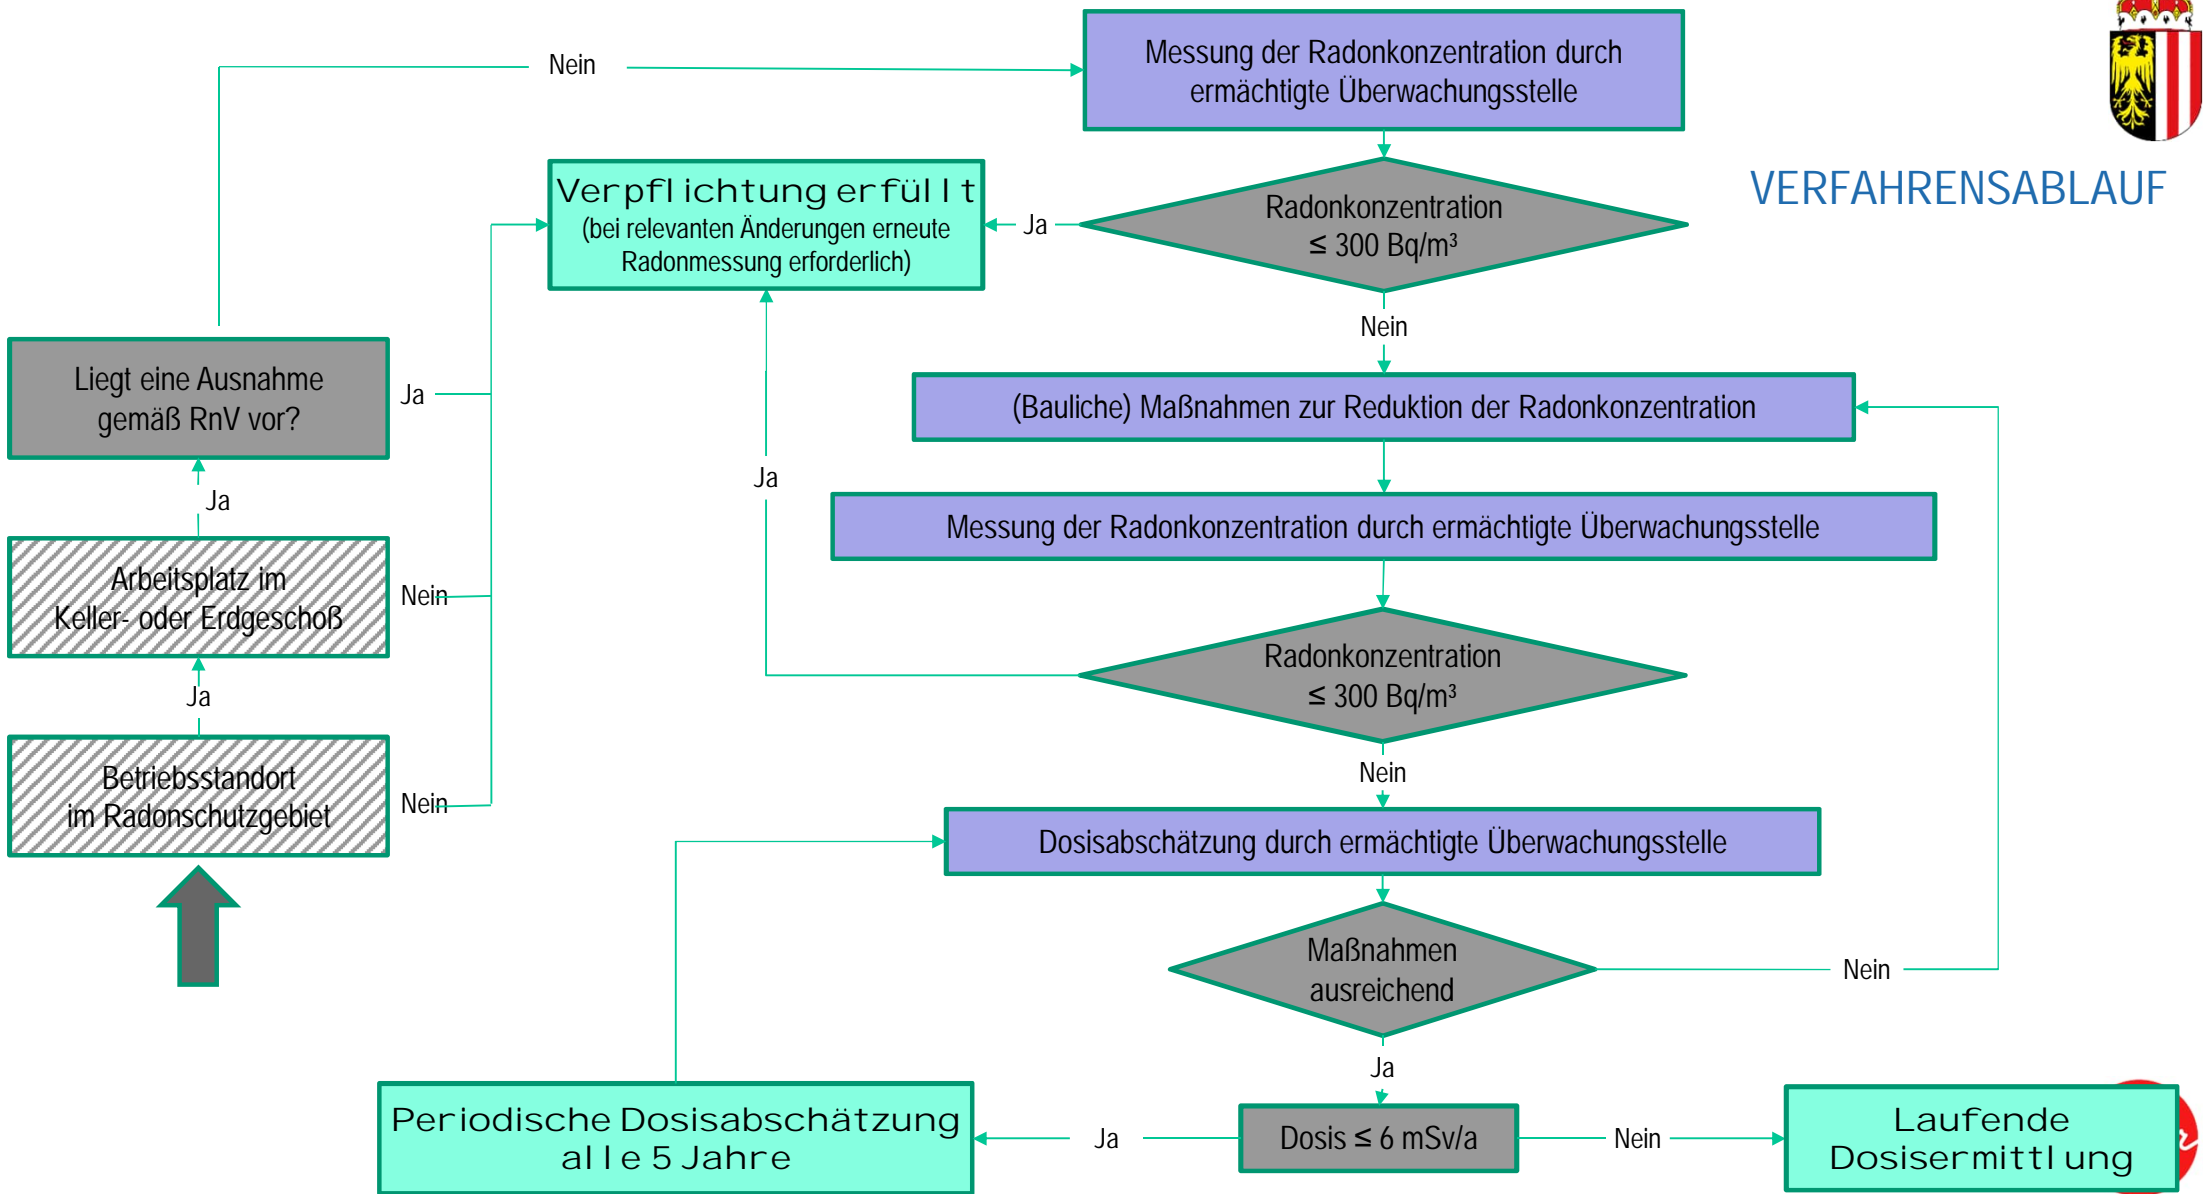 Nein
Messung der Radonkonzentration durch
ermächtigte Überwachungsstelle
VERFAHRENSABLAUF
Verpflichtung erfüllt
(bei relevanten Änderungen erneute
Radonmessung erforderlich)
Ja
Radonkonzentration
≤ 300 Bq/m³
Nein
Liegt eine Ausnahme
gemäß RnV vor?
Ja
(Bauliche) Maßnahmen zur Reduktion der Radonkonzentration
Ja
Ja
Messung der Radonkonzentration durch ermächtigte Überwachungsstelle
Arbeitsplatz im
Keller- oder Erdgeschoß
Nein
Radonkonzentration
≤ 300 Bq/m³
Ja
Nein
Betriebsstandort
im Radonschutzgebiet
Nein
Dosisabschätzung durch ermächtigte Überwachungsstelle
Maßnahmen
ausreichend
Nein
Ja
Periodische Dosisabschätzung
alle 5 Jahre
Ja
Dosis ≤ 6 mSv/a
Nein
Laufende
Dosisermittlung